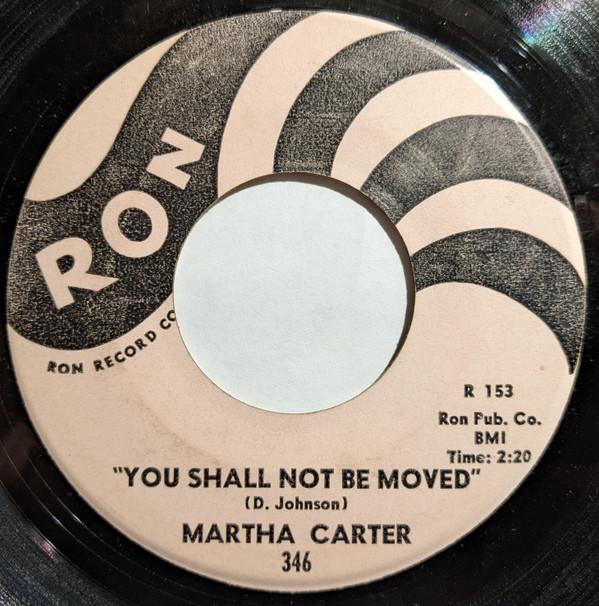 RON
RON RECORD CO
R 153
Ron Pub. Co.
BMI
Time: 2:20
"YOU SHALL NOT BE MOVED"
(D. Johnson)
MARTHA CARTER
346